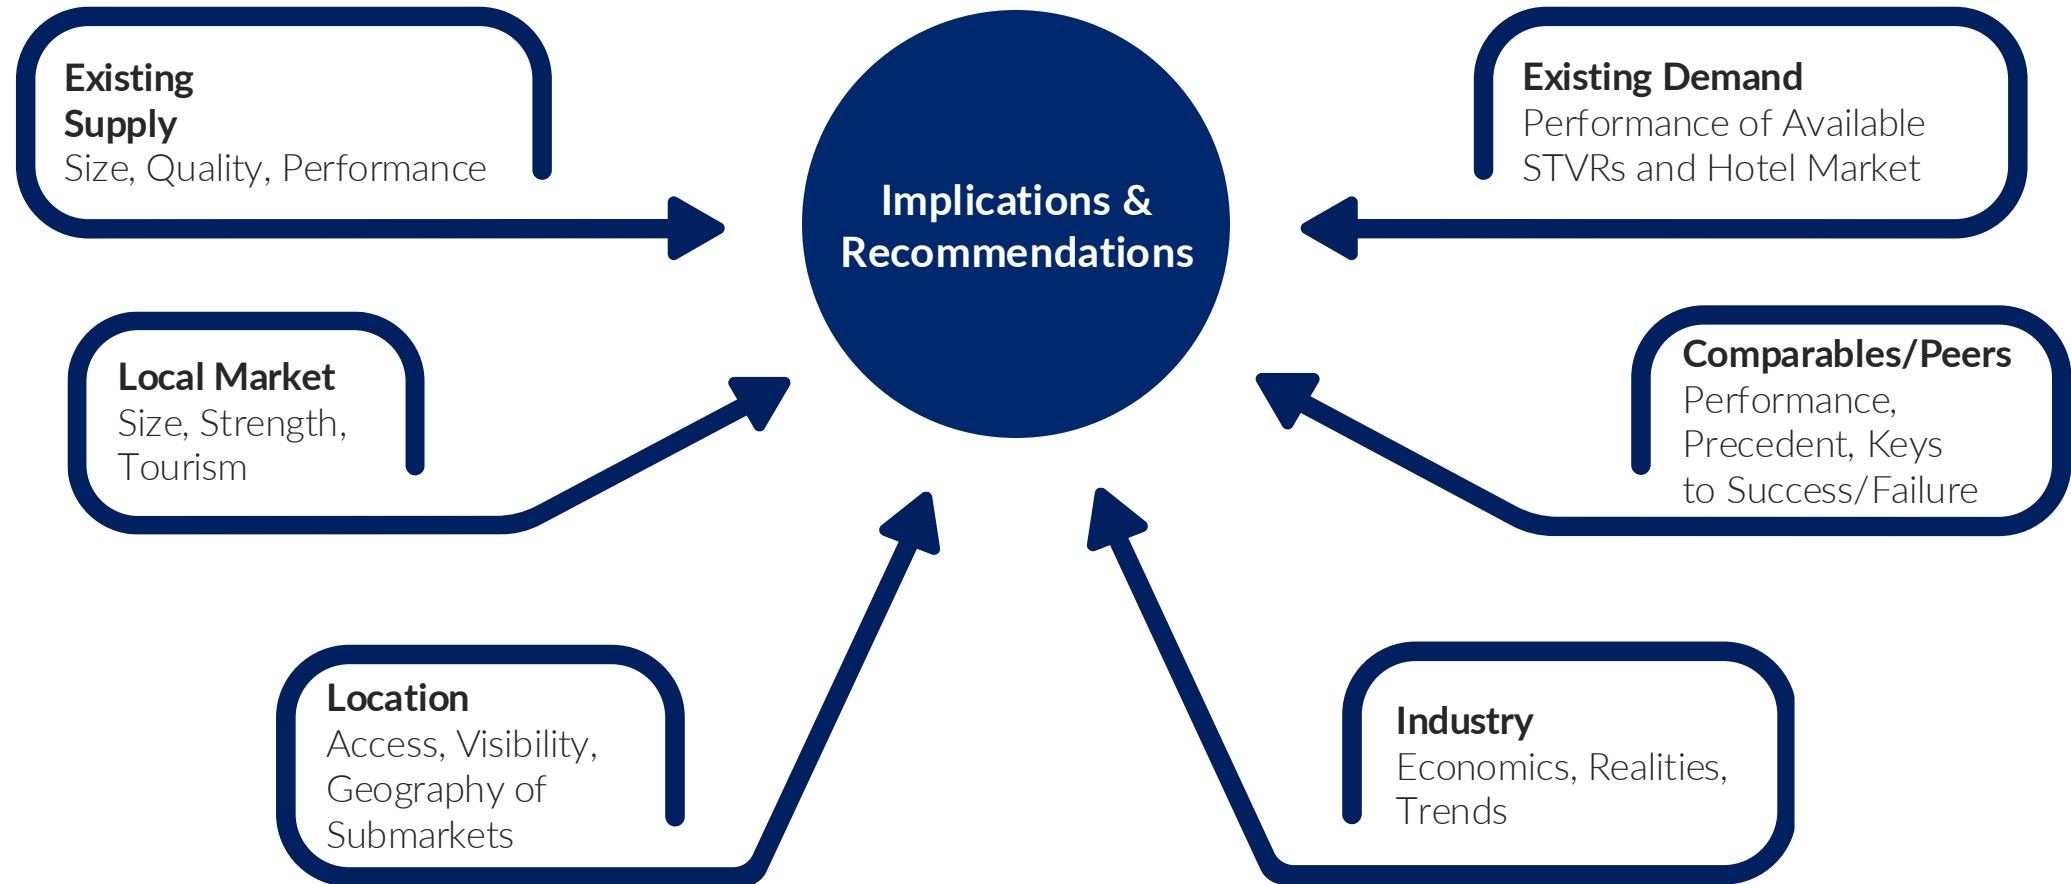 Existing
Supply
Size, Quality, Performance
Implications &
Recommendations
Existing Demand
Performance of Available
STVRs and Hotel Market
Local Market
Size, Strength,
Tourism
Comparables/Peers
Performance,
Precedent, Keys
to Success/Failure
Location
Access, Visibility,
Geography of
Submarkets
Industry
Economics, Realities,
Trends